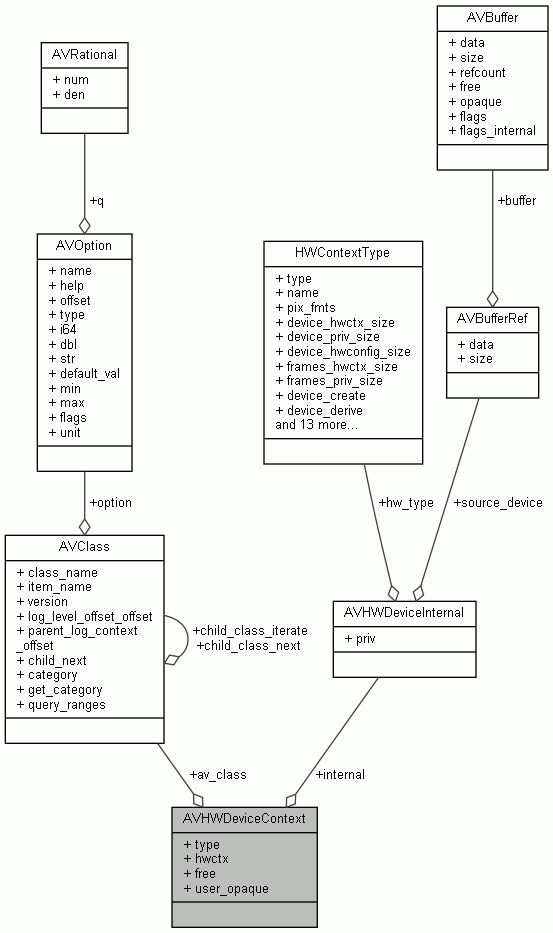 AVBuffer
+ data
+ size
+ refcount
+ free
+ opaque
+ flags
+ flags_internal
AVRational
+ num
+ den
+q
+buffer
AVOption
+ name
+ help
+ offset
+ type
+ i64
+ dbl
+ str
+ default_val
+ min
+ max
+ flags
+ unit
HWContextType
+ type
+ name
+ pix_fmts
+ device_hwctx_size
+ device_priv_size
+ device_hwconfig_size
+ frames_hwctx_size
+ frames_priv_size
+ device_create
+ device_derive
and 13 more...
AVBufferRef
+ data
+ size
+option
+hw_type
+source_device
AVClass
+ class_name
+ item_name
+ version
+ log_level_offset_offset
+ parent_log_context
_offset
+ child_next
+ category
+ get_category
+ query_ranges
+child_class_iterate
+child_class_next
AVHWDeviceInternal
+ priv
+av_class
+internal
AVHWDeviceContext
+ type
+ hwctx
+ free
+ user_opaque